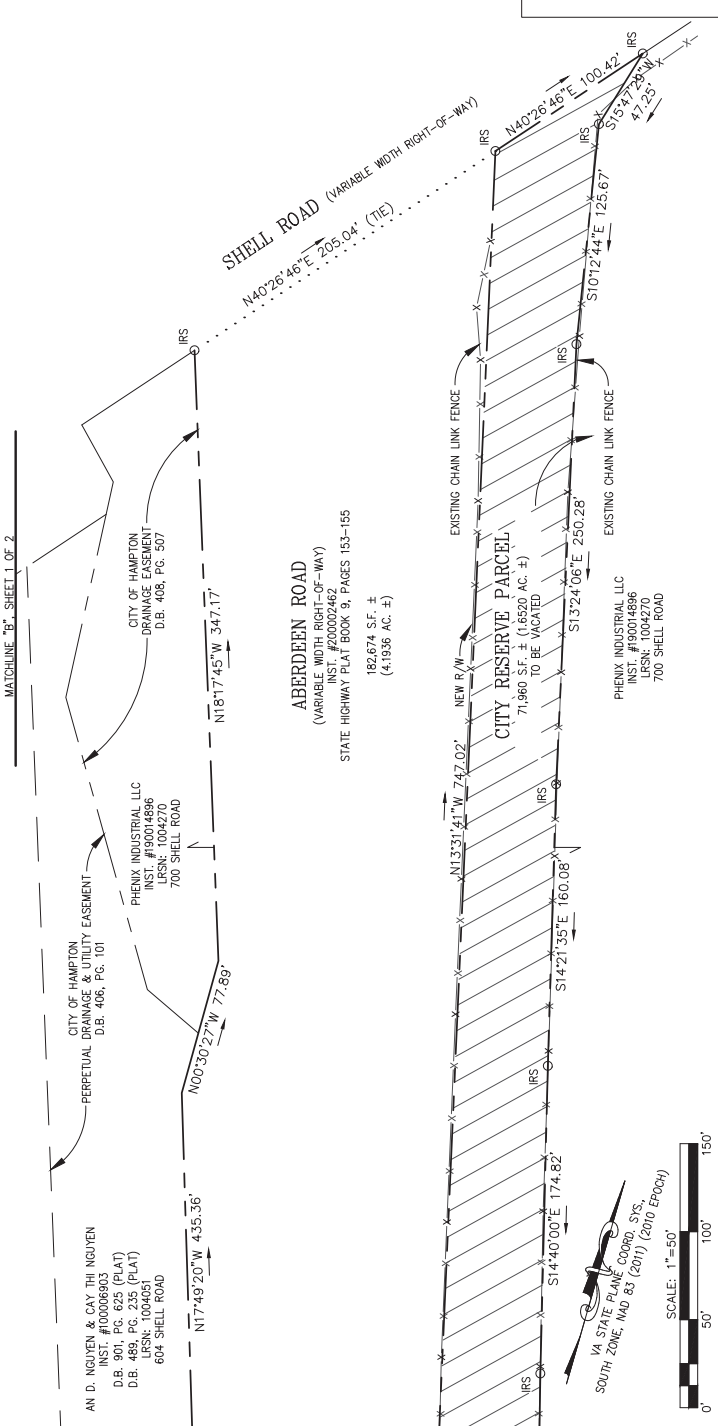 MATCHLINE "B", SHEET 1 OF 2
IRS
N40°26'46"E 100.42'
S15°47'29"W
47.25'
IRS
IRS
SHELL ROAD (VARIABLE WIDTH RIGHT-OF-WAY)
N40°26'46"E 205.04' (TIE)
IRS
S10°12'44"E 125.67'
IRS
CITY OF HAMPTON
DRAINAGE EASEMENT
D.B. 408, PG. 507
N18°17'45"W 347.17'
EXISTING CHAIN LINK FENCE
EXISTING CHAIN LINK FENCE
ABERDEEN ROAD
(VARIABLE WIDTH RIGHT-OF-WAY)
INST. #200002462
STATE HIGHWAY PLAT BOOK 9, PAGES 153-155
182,674 S.F. ±
(4.1936 AC. ±)
NEW R/W
CITY RESERVE PARCEL
71,960 S.F. ± (1.6520 AC. ±)
TO BE VACATED
S13°24'06"E 250.28'
PHENIX INDUSTRIAL LLC
INST. #190014896
LRSN: 1004270
700 SHELL ROAD
N13°31'41"W 747.02'
IRS
PHENIX INDUSTRIAL LLC
INST. #190014896
LRSN: 1004270
700 SHELL ROAD
CITY OF HAMPTON
PERPETUAL DRAINAGE & UTILITY EASEMENT
D.B. 406, PG. 101
S14°21'35"E 160.08'
N00°30'27"W 77.89'
IRS
AN D. NGUYEN & CAY THI NGUYEN
INST. #100006903
D.B. 901, PG. 625 (PLAT)
D.B. 489, PG. 235 (PLAT)
LRSN: 1004051
604 SHELL ROAD
N17°49'20"W 435.36'
S14°40'00"E 174.82'
IRS
VA STATE PLANE COORD. SYS.,
SOUTH ZONE, NAD 83 (2011) (2010 EPOCH)
SCALE: 1"=50'
0' 50' 100' 150'
X X X X X X X X X X X X X X X X X X X X